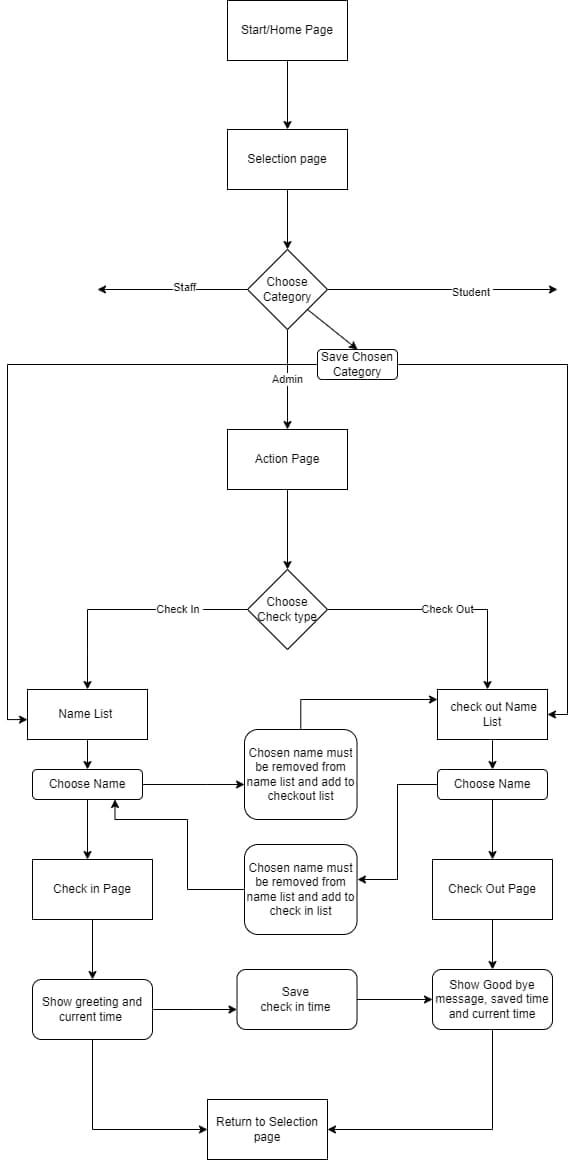 Start/Home Page
Selection page
Choose
Category
Staff
Student
Save Chosen
Category
Admin
Action Page
Choose
Check type
Check In
Check Out
Name List
check out Name
List
Chosen name must
be removed from
name list and add to
checkout list
Choose Name
Choose Name
Chosen name must
be removed from
name list and add to
check in list
Check in Page
Check Out Page
Show greeting and
current time
Save
check in time
Show Good bye
message, saved time
and current time
Return to Selection
page